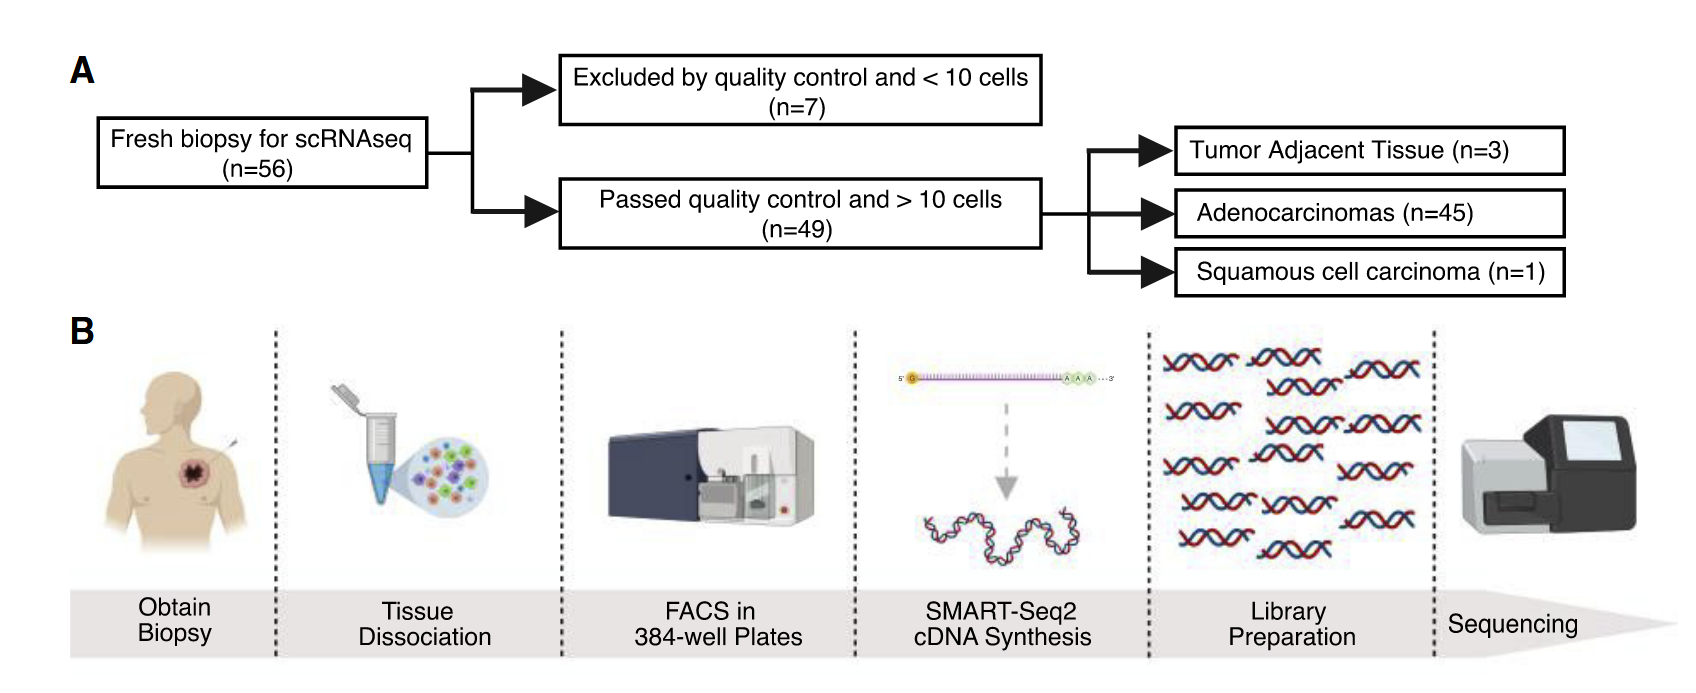 A
Fresh biopsy for scRNAseq
(n=56)
Excluded by quality control and < 10 cells
(n=7)
Passed quality control and > 10 cells
(n=49)
Tumor Adjacent Tissue (n=3)
Adenocarcinomas (n=45)
Squamous cell carcinoma (n=1)
B
5' G A A A 3'
Obtain
Biopsy
Tissue
Dissociation
FACS in
384-well Plates
SMART-Seq2
cDNA Synthesis
Library
Preparation
Sequencing